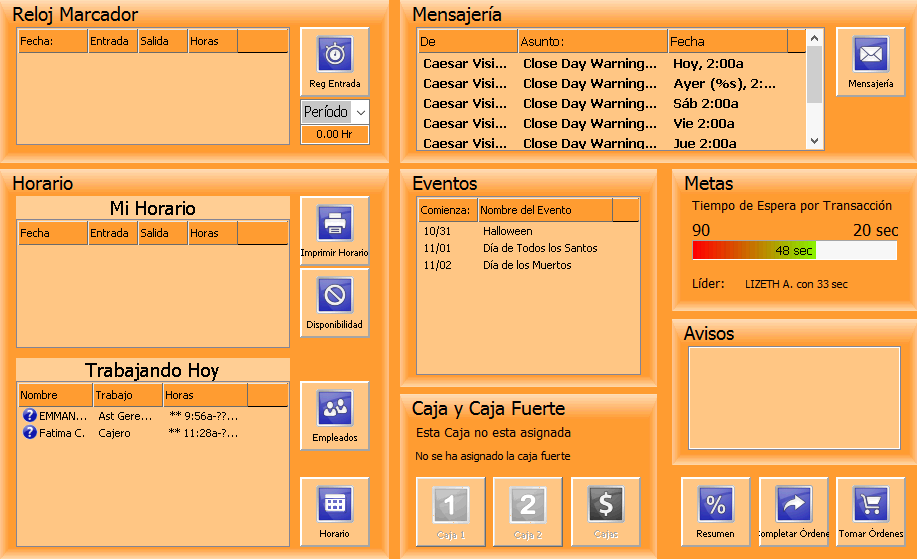 Reloj Marcador
Fecha: Entrada Salida Horas
Reg Entrada
Período
0.00 Hr
Mensajería
De Asunto: Fecha
Caesar Visi... Close Day Warning... Hoy, 2:00a
Caesar Visi... Close Day Warning... Ayer (%s), 2:...
Caesar Visi... Close Day Warning... Sáb 2:00a
Caesar Visi... Close Day Warning... Vie 2:00a
Caesar Visi... Close Day Warning... Jue 2:00a
Mensajería
Horario
Mi Horario
Fecha Entrada Salida Horas
Imprimir Horario
Disponibilidad
Trabajando Hoy
Nombre Trabajo Horas
EMMAN... Ast Gere... ** 9:56a-??...
Fatima C. Cajero ** 11:28a-?...
Empleados
Horario
Eventos
Comienza: Nombre del Evento
10/31 Halloween
11/01 Día de Todos los Santos
11/02 Día de los Muertos
Caja y Caja Fuerte
Esta Caja no esta asignada
No se ha asignado la caja fuerte
1
Caja 1
2
Caja 2
$
Cajas
Metas
Tiempo de Espera por Transacción
90 20 sec
48 sec
Líder: LIZETH A. con 33 sec
Avisos
%
Resumen
ompletar Órdene
Tomar Órdenes